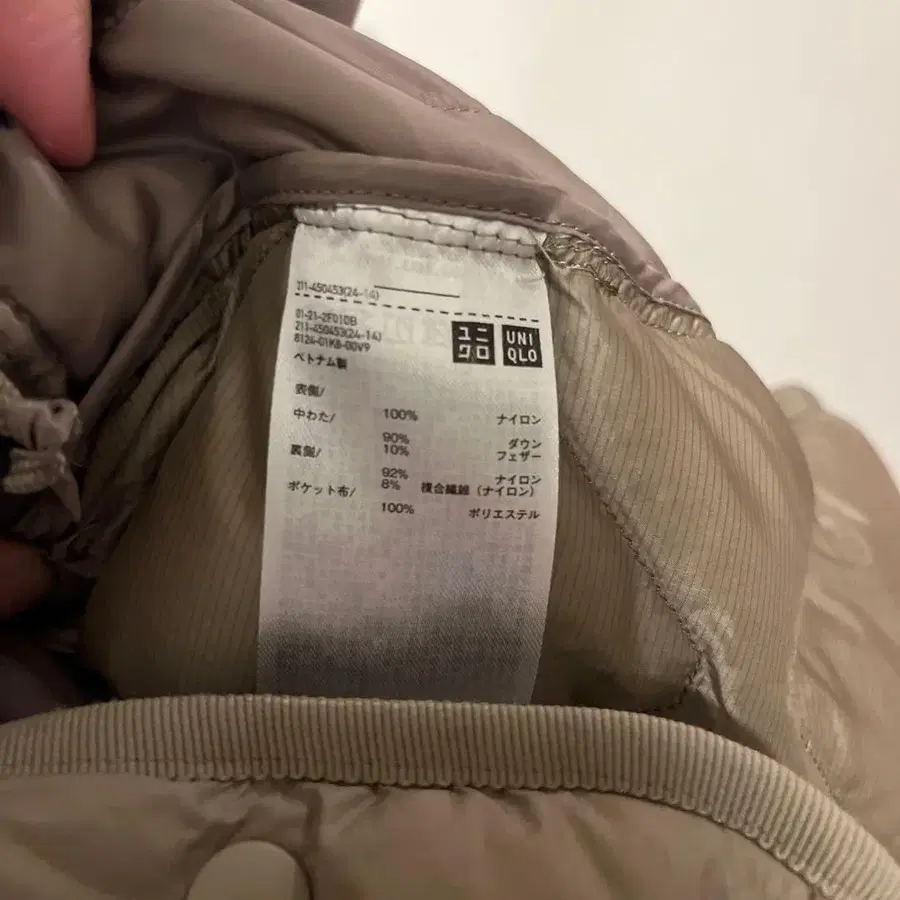 211-450453(24-14)
01-21-2F010B
211-450453(24-14)
8124-01K8-00V9
ユニクロ
UNIQLO
ベトナム製
表側/
100% ナイロン
中わた/
90% ダウン
10% フェザー
裏側/
92% ナイロン
8% 複合繊維(ナイロン)
ポケット布/
100% ポリエステル